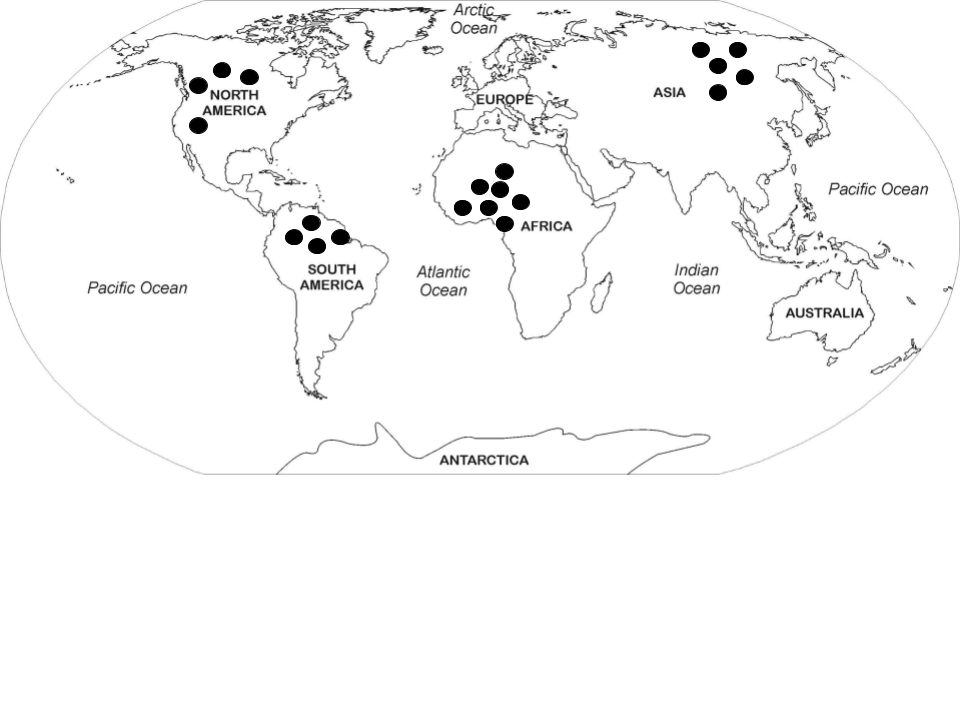 Arctic
Ocean
NORTH
AMERICA
EUROPE
ASIA
Pacific Ocean
AFRICA
SOUTH
AMERICA
Atlantic
Ocean
Indian
Ocean
Pacific Ocean
AUSTRALIA
ANTARCTICA